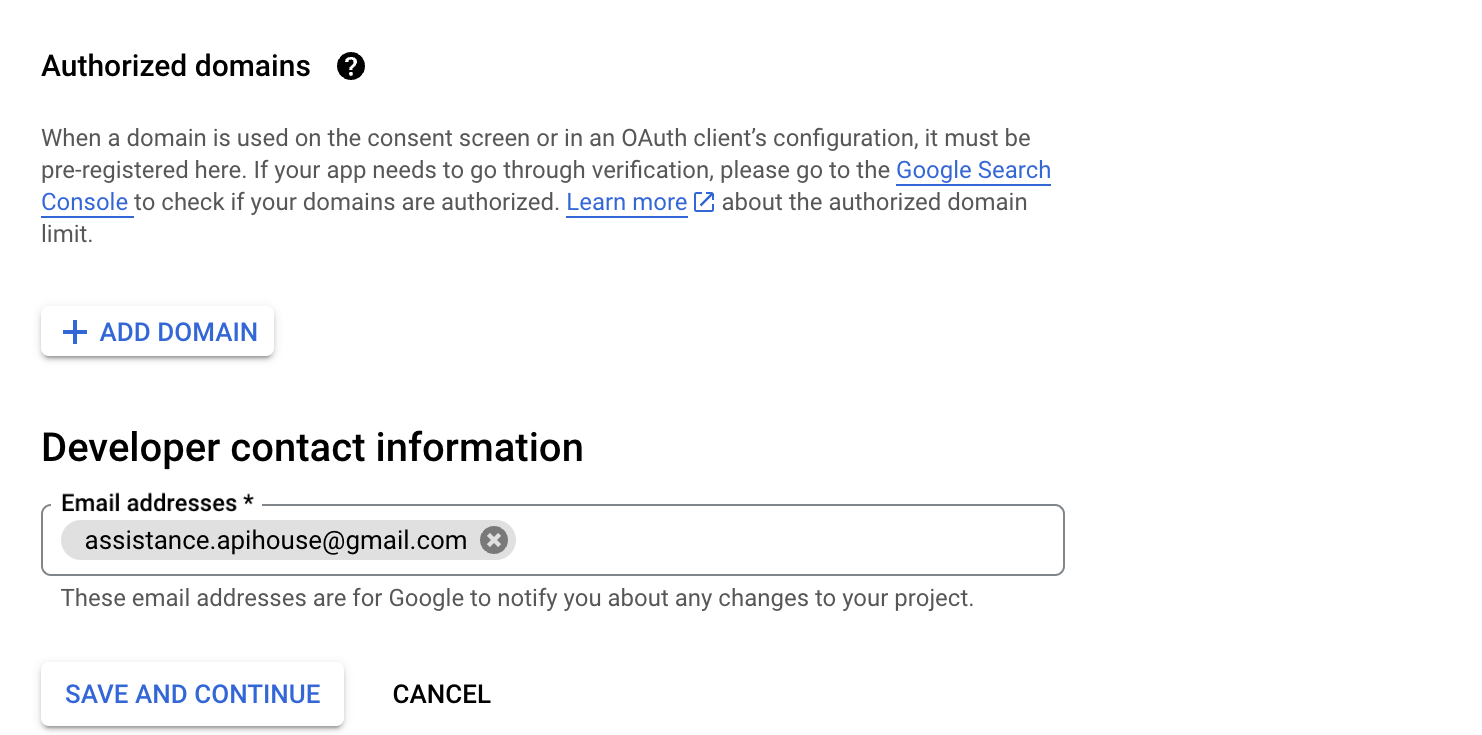 Authorized domains
When a domain is used on the consent screen or in an OAuth client’s configuration, it must be
pre-registered here. If your app needs to go through verification, please go to the Google Search
Console to check if your domains are authorized. Learn more about the authorized domain
limit.
ADD DOMAIN
Developer contact information
Email addresses *
assistance.apihouse@gmail.com
These email addresses are for Google to notify you about any changes to your project.
SAVE AND CONTINUE CANCEL